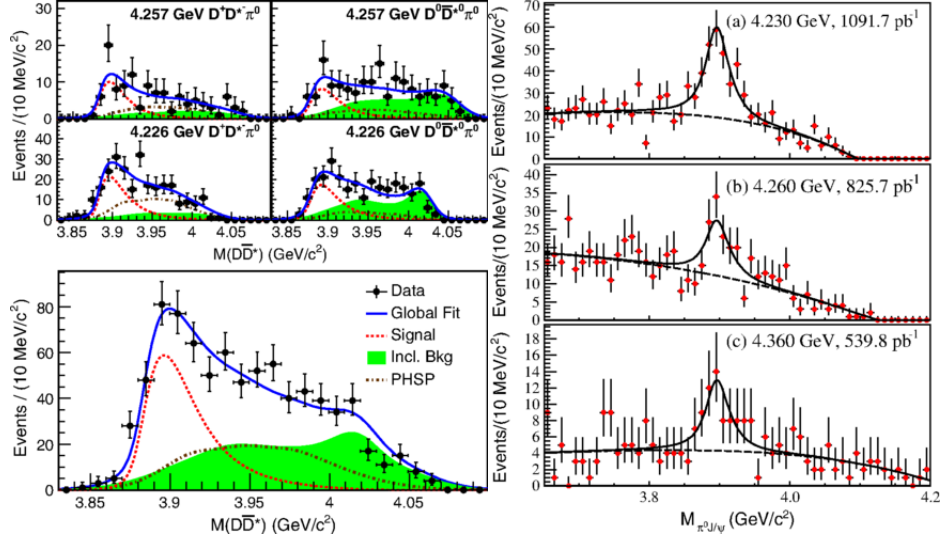 4.257 GeV D⁺D*⁻π⁰
4.257 GeV D⁰D̅*⁰π⁰
30
20
10
0
4.226 GeV D⁺D*⁻π⁰
4.226 GeV D⁰D̅*⁰π⁰
40
30
20
10
0
Events /(10 MeV/c²)
3.85 3.9 3.95 4 4.05
3.85 3.9 3.95 4 4.05
M(DD̅*) (GeV/c²)
80
60
40
20
0
Events / (10 MeV/c²)
Data
Global Fit
Signal
Incl. Bkg
PHSP
3.85 3.9 3.95 4 4.05
M(DD̅*) (GeV/c²)
(a) 4.230 GeV, 1091.7 pb⁻¹
70
60
50
40
30
20
10
0
Events/(10 MeV/c²)
(b) 4.260 GeV, 825.7 pb⁻¹
40
35
30
25
20
15
10
5
0
Events/(10 MeV/c²)
(c) 4.360 GeV, 539.8 pb⁻¹
18
16
14
12
10
8
6
4
2
0
Events/(10 MeV/c²)
3.8 4.0 4.2
M π⁰J/ψ (GeV/c²)